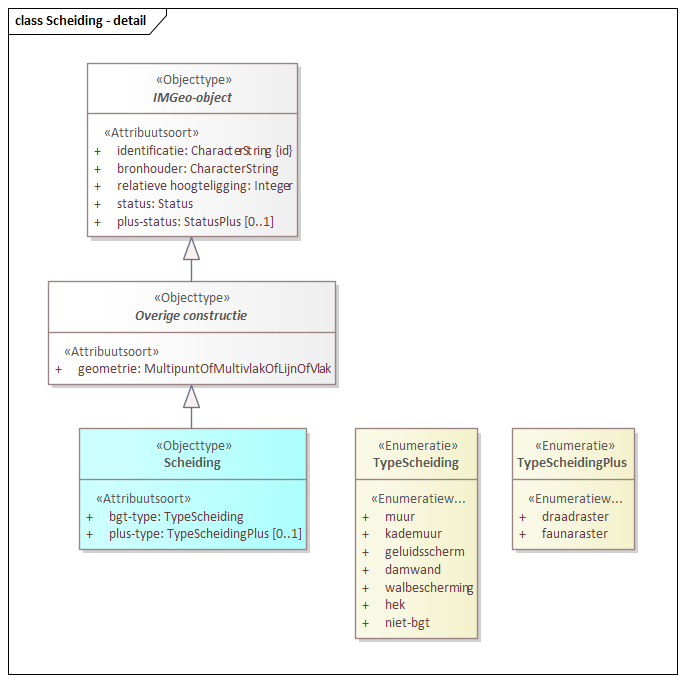 class Scheiding - detail
«Objecttype»
IMGeo-object
«Attribuutsoort»
+ identificatie: CharacterString {id}
+ bronhouder: CharacterString
+ relatieve hoogteligging: Integer
+ status: Status
+ plus-status: StatusPlus [0..1]
«Objecttype»
Overige constructie
«Attribuutsoort»
+ geometrie: MultipuntOfMultivlakOfLijnOfVlak
«Objecttype»
Scheiding
«Attribuutsoort»
+ bgt-type: TypeScheiding
+ plus-type: TypeScheidingPlus [0..1]
«Enumeratie»
TypeScheiding
«Enumeratiew...
+ muur
+ kademuur
+ geluidsscherm
+ damwand
+ walbescherming
+ hek
+ niet-bgt
«Enumeratie»
TypeScheidingPlus
«Enumeratiew...
+ draadraster
+ faunaraster